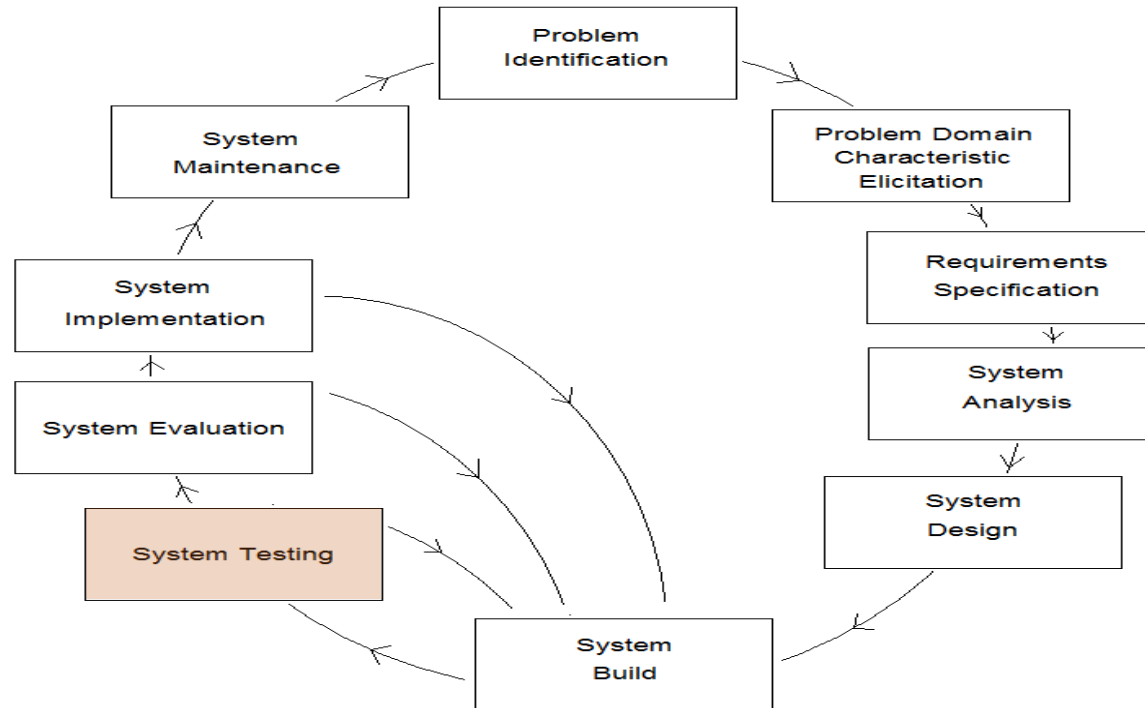 Problem
Identification
Problem Domain
Characteristic
Elicitation
Requirements
Specification
System
Analysis
System
Design
System
Build
System Testing
System Evaluation
System
Implementation
System
Maintenance